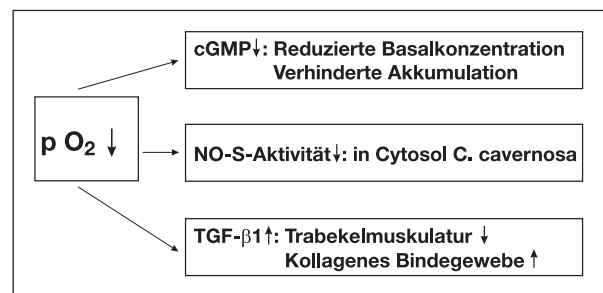 cGMP↓: Reduzierte Basalkonzentration
Verhinderte Akkumulation
p O₂ ↓
NO-S-Aktivität↓: in Cytosol C. cavernosa
TGF-β1↑: Trabekelmuskulatur ↓
Kollagenes Bindegewebe ↑